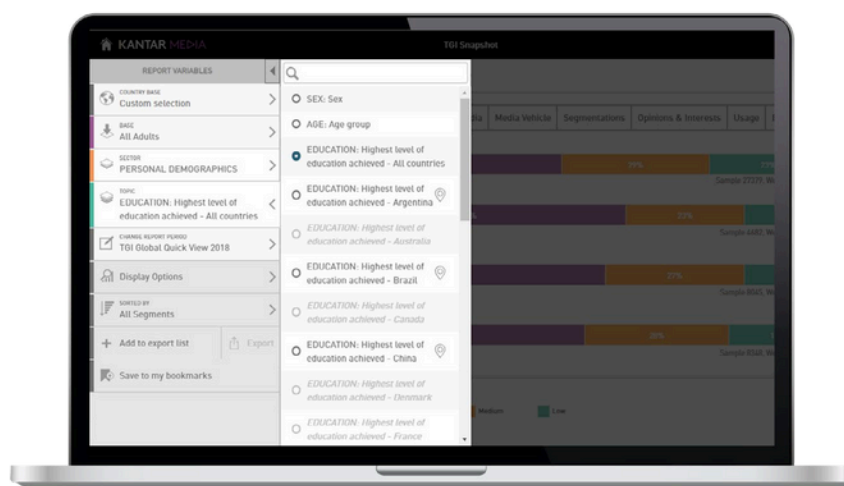 KANTAR MEDIA
TGI Snapshot
REPORT VARIABLES
COUNTRY BASE
Custom selection
BASE
All Adults
SECTOR
PERSONAL DEMOGRAPHICS
TOPIC
EDUCATION: Highest level of
education achieved - All countries
CHANGE REPORT PERIOD
TGI Global Quick View 2018
Display Options
SORTED BY
All Segments
Add to export list
Export
Save to my bookmarks
SEX: Sex
AGE: Age group
EDUCATION: Highest level of
education achieved - All countries
EDUCATION: Highest level of
education achieved - Argentina
EDUCATION: Highest level of
education achieved - Australia
EDUCATION: Highest level of
education achieved - Brazil
EDUCATION: Highest level of
education achieved - Canada
EDUCATION: Highest level of
education achieved - China
EDUCATION: Highest level of
education achieved - Denmark
EDUCATION: Highest level of
education achieved - France
Media Vehicle
Segmentations
Opinions & Interests
Usage
27%
Medium
Low